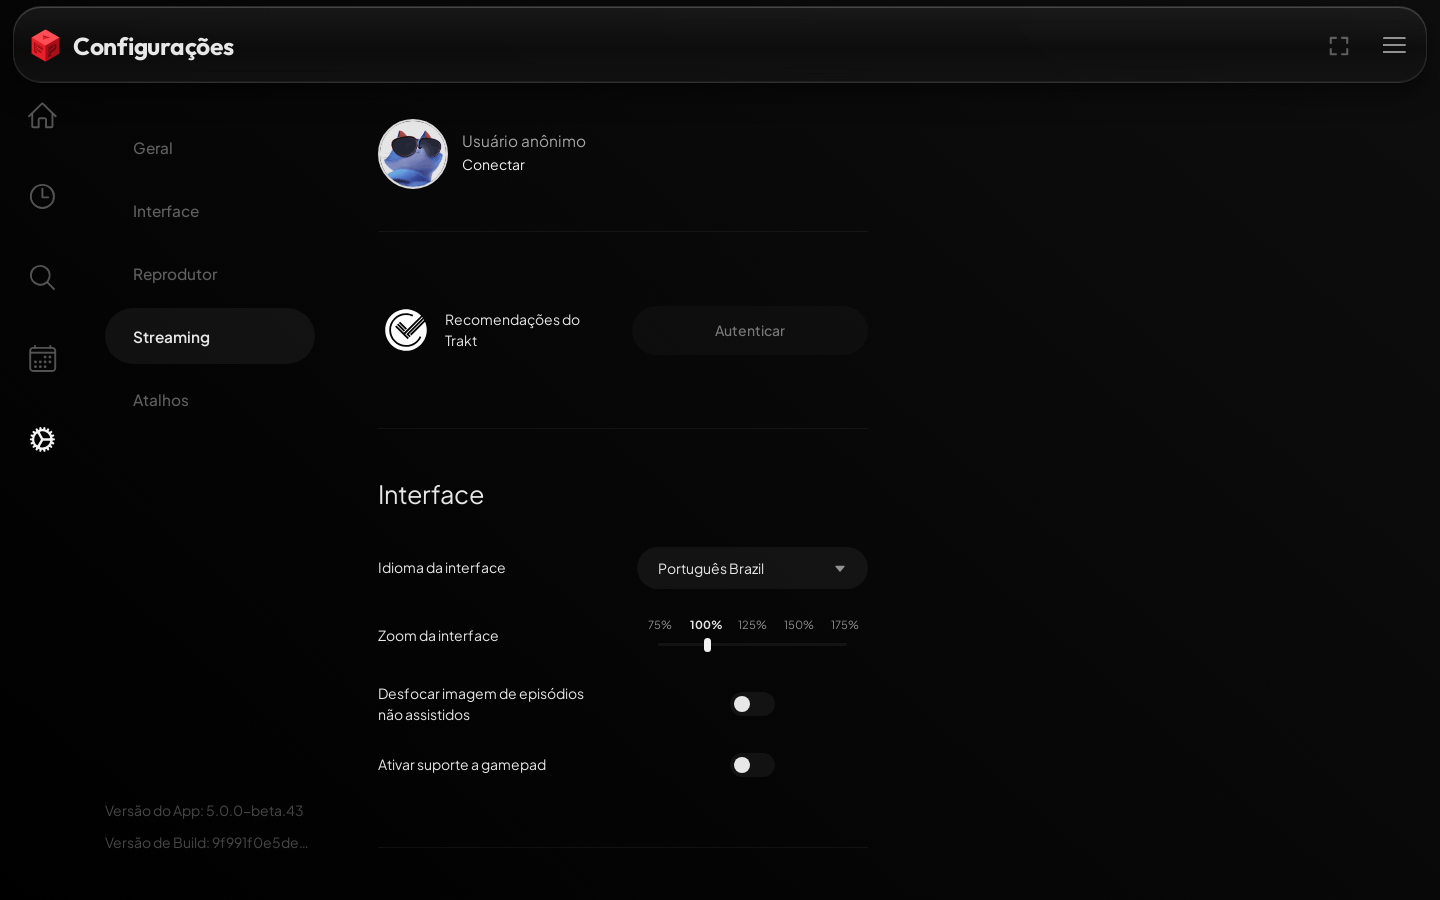 Configurações
Geral
Interface
Reprodutor
Streaming
Atalhos
Versão do App: 5.0.0-beta.43
Versão de Build: 9f991f0e5de...
Usuário anônimo
Conectar
Recomendações do
Trakt
Autenticar
Interface
Idioma da interface
Português Brazil
Zoom da interface
75% 100% 125% 150% 175%
Desfocar imagem de episódios
não assistidos
Ativar suporte a gamepad